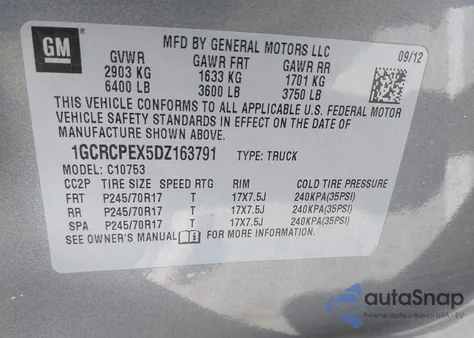 GM
MFD BY GENERAL MOTORS LLC
GVWR GAWR FRT GAWR RR 09/12
2903 KG 1633 KG 1701 KG
6400 LB 3600 LB 3750 LB
THIS VEHICLE CONFORMS TO ALL APPLICABLE U.S. FEDERAL MOTOR
VEHICLE SAFETY STANDARDS IN EFFECT ON THE DATE OF
MANUFACTURE SHOWN ABOVE.
1GCRCPEX5DZ163791 TYPE: TRUCK
MODEL: C10753
CC2P TIRE SIZE SPEED RTG RIM COLD TIRE PRESSURE
FRT P245/70R17 T 17X7.5J 240KPA(35PSI)
RR P245/70R17 T 17X7.5J 240KPA(35PSI)
SPA P245/70R17 T 17X7.5J 240KPA(35PSI)
SEE OWNER'S MANUAL FOR MORE INFORMATION.
autoSnap